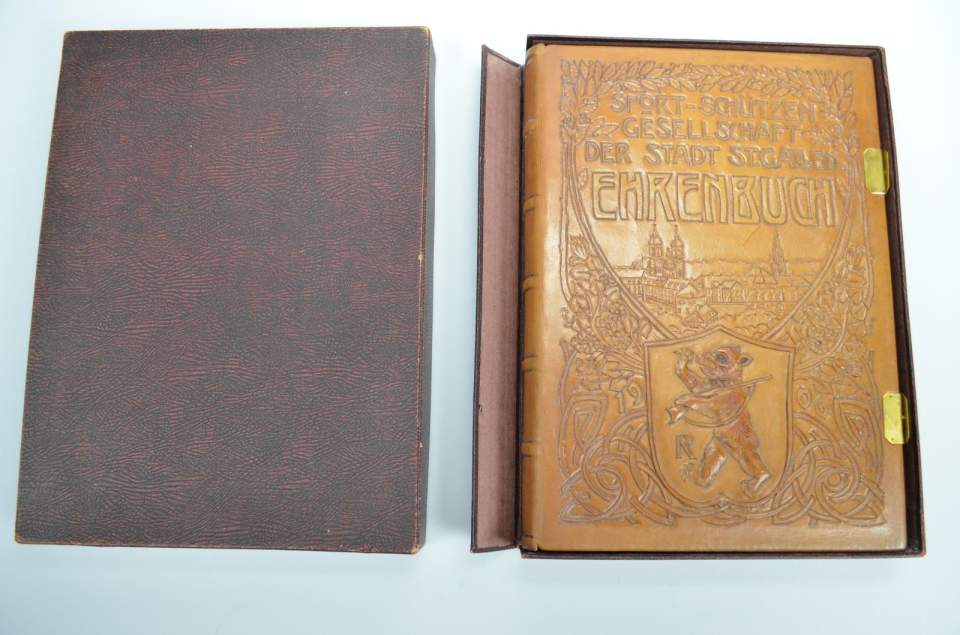 SPORT-SCHÜTZEN
GESELLSCHAFT
DER STADT ST.GALLEN
EHRENBUCH
19
R